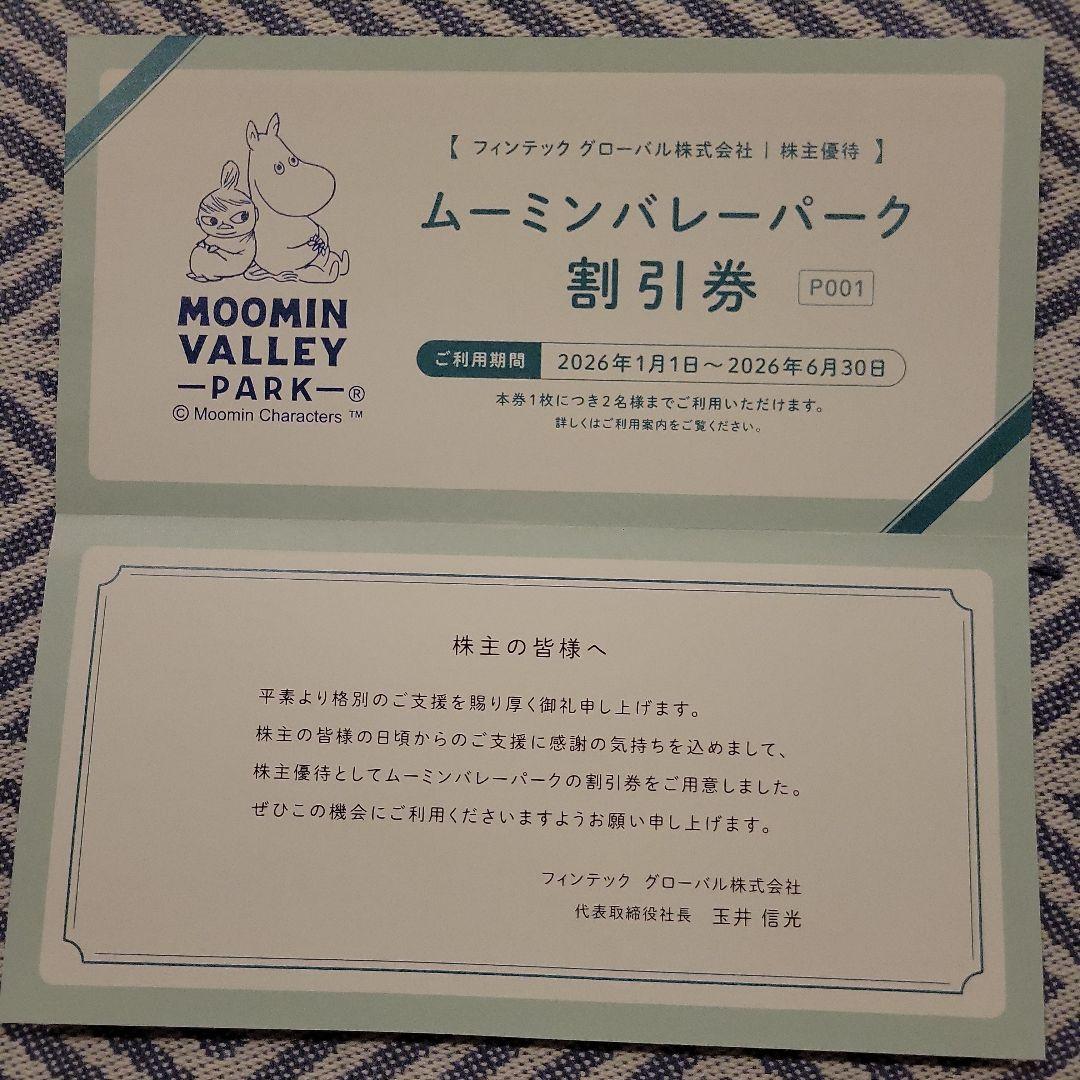 【 フィンテック グローバル株式会社 | 株主優待 】
ムーミンバレーパーク
割引券 P001
MOOMIN
VALLEY
—PARK—®
© Moomin Characters ™
ご利用期間 2026年1月1日～2026年6月30日
本券1枚につき2名様までご利用いただけます。
詳しくはご利用案内をご覧ください。
株主の皆様へ
平素より格別のご支援を賜り厚く御礼申し上げます。
株主の皆様の日頃からのご支援に感謝の気持ちを込めまして、
株主優待としてムーミンバレーパークの割引券をご用意しました。
ぜひこの機会にご利用くださいますようお願い申し上げます。
フィンテック グローバル株式会社
代表取締役社長 玉井 信光